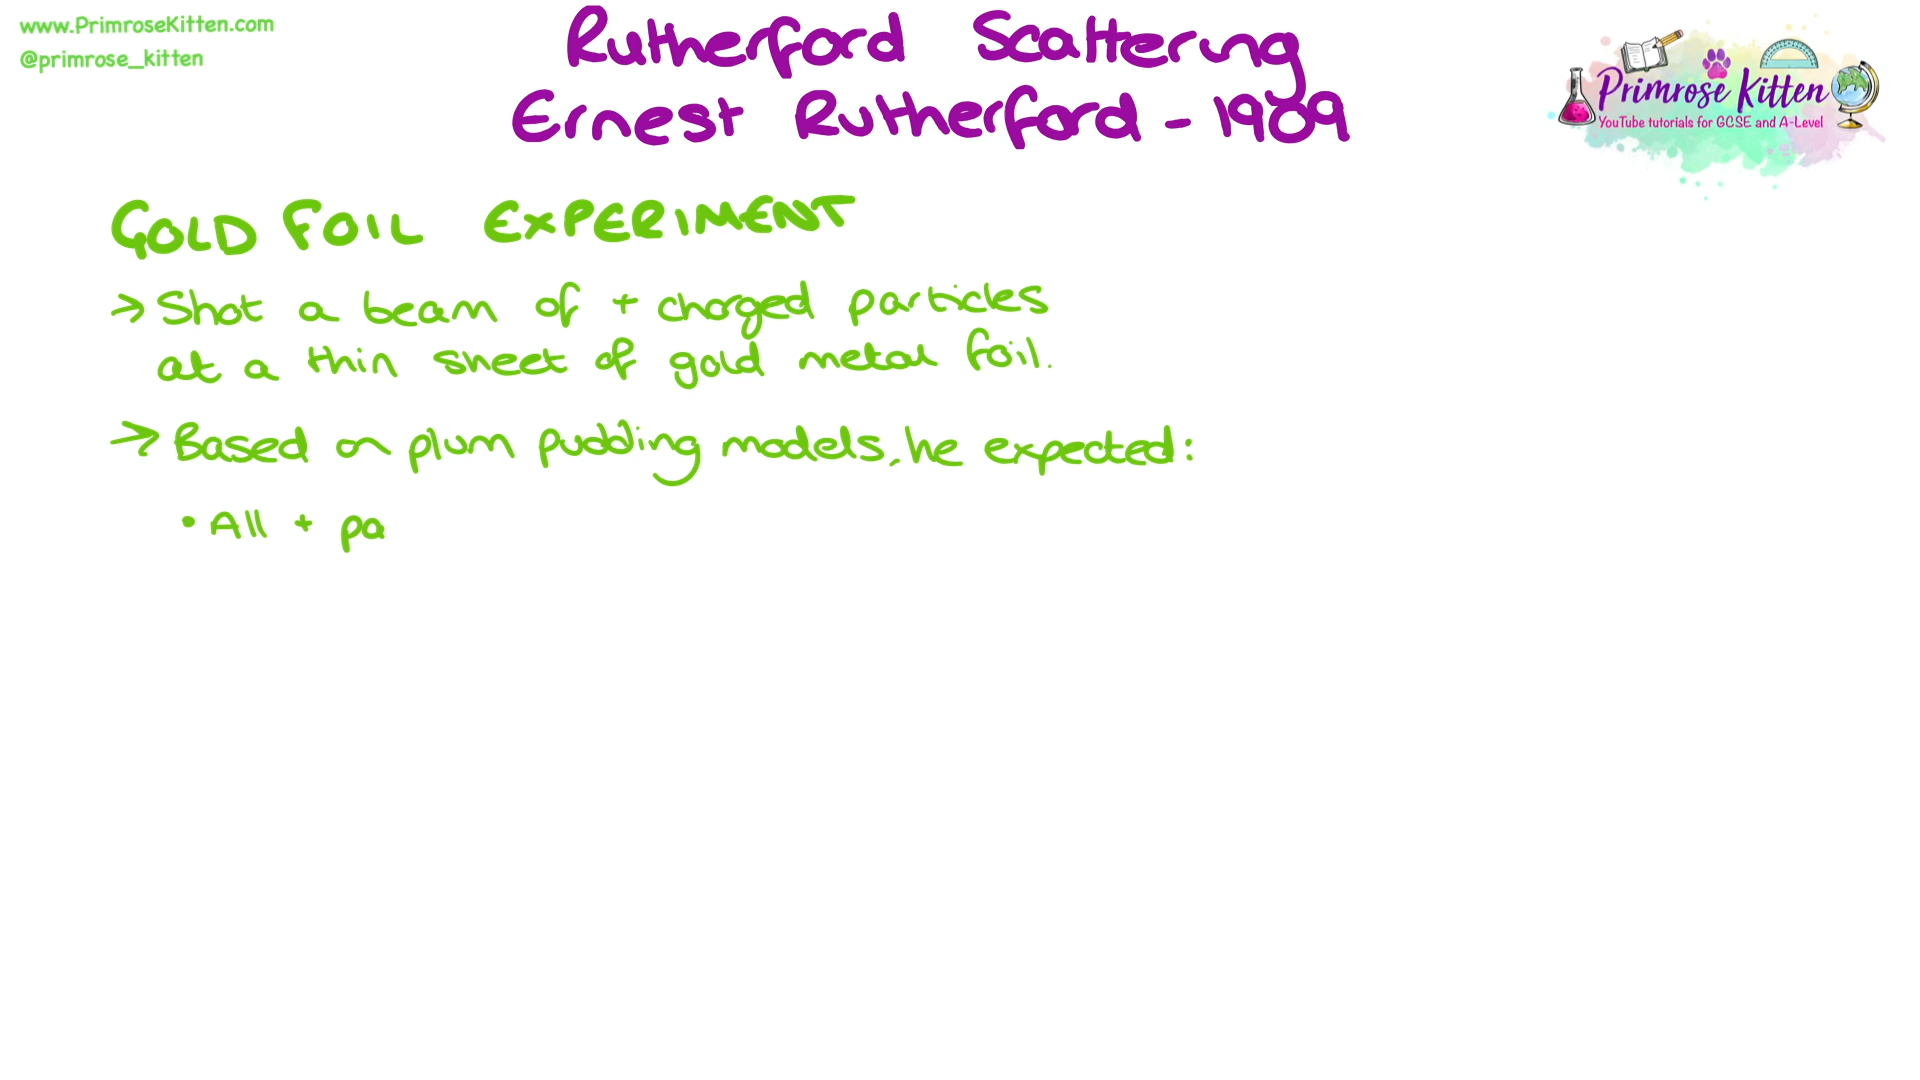 www.PrimroseKitten.com
@primrose_kitten
Rutherford Scattering
Ernest Rutherford - 1909
Primrose Kitten
YouTube tutorials for GCSE and A-Level
GOLD FOIL EXPERIMENT
→ Shot a beam of + charged particles
at a thin sheet of gold metal foil.
→ Based on plum pudding models, he expected:
• All + pa